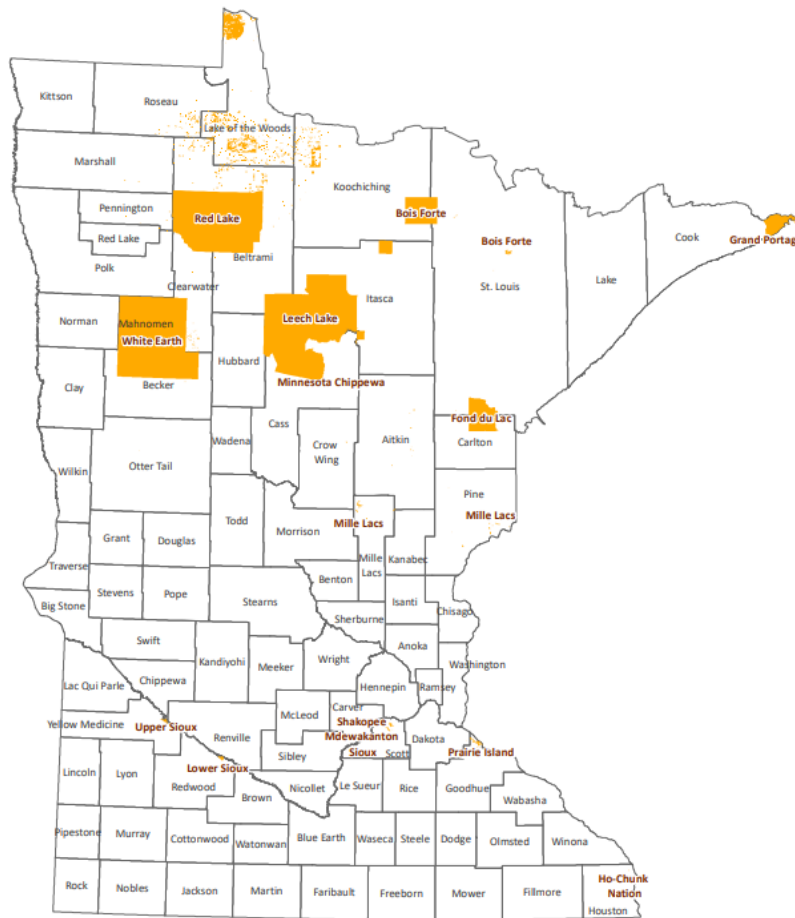 Kittson
Roseau
Lake of the Woods
Marshall
Koochiching
Pennington
Red Lake
Bois Forte
Red Lake
Bois Forte
Cook
Grand Portag
Polk
Beltrami
Clearwater
St. Louis
Lake
Itasca
Norman
Mahnomen
Leech Lake
White Earth
Hubbard
Clay
Becker
Minnesota Chippewa
Fond du Lac
Cass
Wadena
Crow
Wing
Aitkin
Carlton
Otter Tail
Wilkin
Pine
Todd
Morrison
Mille Lacs
Mille Lacs
Grant
Douglas
Mille
Lacs
Kanabec
Traverse
Benton
Stevens
Pope
Stearns
Isanti
Big Stone
Chisago
Sherburne
Swift
Anoka
Kandiyohi
Meeker
Wright
Washington
Chippewa
Lac Qui Parle
Hennepin
Ramsey
Carver
McLeod
Yellow Medicine
Upper Sioux
Renville
Shakopee
Mdewakanton
Sioux
Dakota
Scott
Prairie Island
Sibley
Lower Sioux
Lincoln
Lyon
Redwood
Nicollet
Le Sueur
Rice
Goodhue
Brown
Wabasha
Pipestone
Murray
Cottonwood
Watonwan
Blue Earth
Waseca
Steele
Dodge
Olmsted
Winona
Rock
Nobles
Jackson
Martin
Faribault
Freeborn
Mower
Fillmore
Ho-Chunk
Nation
Houston